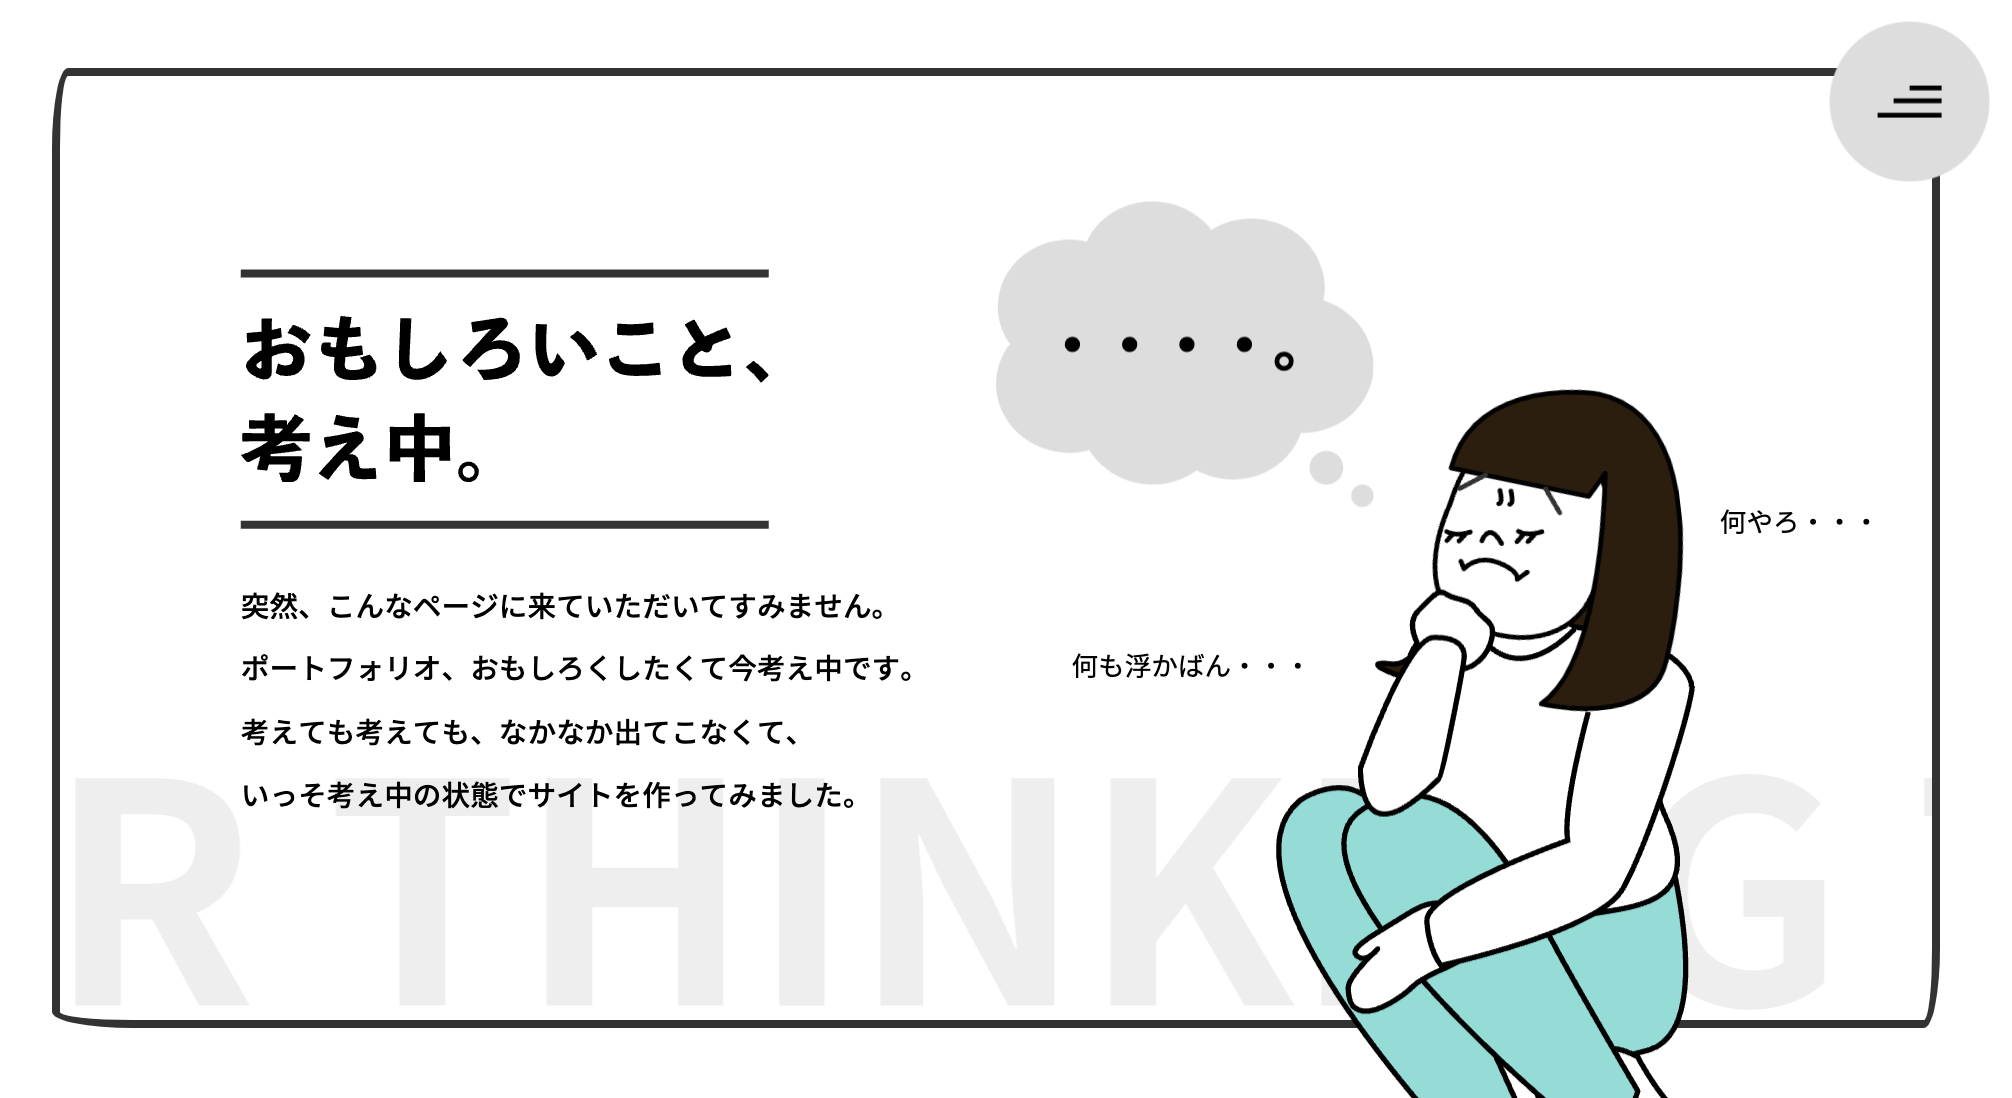 おもしろいこと、
考え中。
突然、こんなページに来ていただいてすみません。
ポートフォリオ、おもしろくしたくて今考え中です。
考えても考えても、なかなか出てこなくて、
いっそ考え中の状態でサイトを作ってみました。
・・・・。
何やろ・・・
何も浮かばん・・・
R THINK G